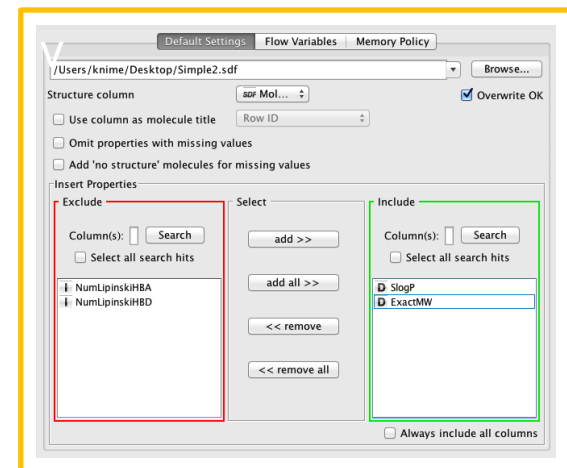 V
Default Settings Flow Variables Memory Policy
/Users/knime/Desktop/Simple2.sdf Browse...
Structure column SDF Mol... Overwrite OK
Use column as molecule title Row ID
Omit properties with missing values
Add 'no structure' molecules for missing values
Insert Properties
Exclude Select Include
Column(s): Search add >> Column(s): Search
Select all search hits Select all search hits
add all >>
I NumLipinskiHBA D SlogP
I NumLipinskiHBD D ExactMW
<< remove
<< remove all
Always include all columns